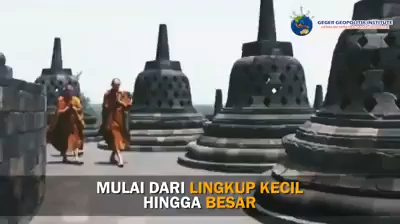 GEGER GEOPOLITIK INSTITUTE
MULAI DARI LINGKUP KECIL
HINGGA BESAR